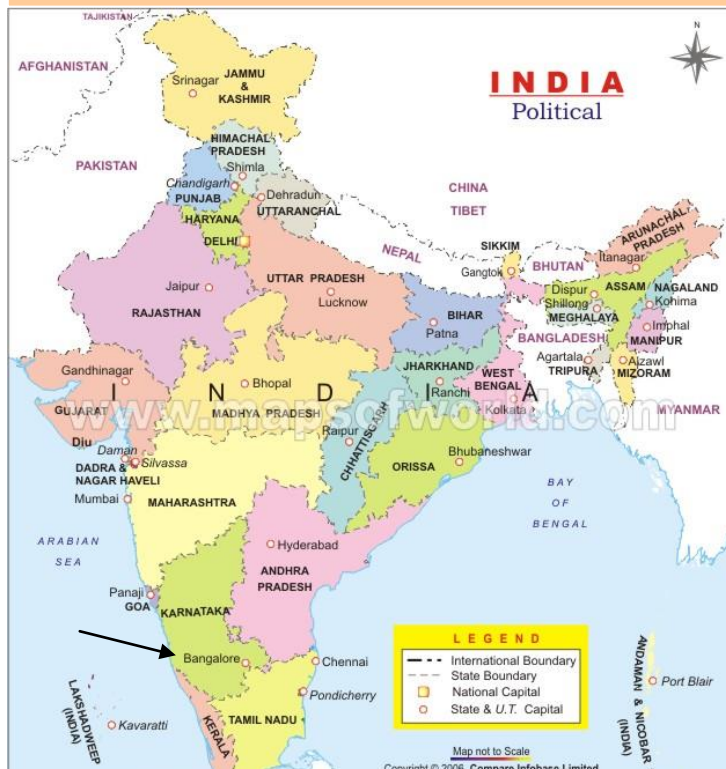 TAJIKISTAN
AFGHANISTAN
JAMMU
&
KASHMIR
Srinagar
N
INDIA
Political
PAKISTAN
HIMACHAL
PRADESH
Shimla
Chandigarh
PUNJAB
Dehradun
UTTARANCHAL
HARYANA
DELHI
CHINA
TIBET
NEPAL
SIKKIM
Gangtok
BHUTAN
ARUNACHAL
PRADESH
Itanagar
ASSAM
Dispur
Shillong
MEGHALAYA
NAGALAND
Kohima
Imphal
MANIPUR
BANGLADESH
Agartala
TRIPURA
Aizawl
MIZORAM
MYANMAR
Jaipur
RAJASTHAN
UTTAR PRADESH
Lucknow
BIHAR
Patna
JHARKHAND
Ranchi
WEST
BENGAL
Kolkata
Gandhinagar
GUJARAT
Diu
Daman
Silvassa
DADRA &
NAGAR HAVELI
Mumbai
I N D I A
Bhopal
MADHYA PRADESH
www.mapsofworld.com
Raipur
CHHATTISGARH
ORISSA
Bhubaneshwar
MAHARASHTRA
BAY
OF
BENGAL
ARABIAN
SEA
Hyderabad
ANDHRA
PRADESH
Panaji
GOA
KARNATAKA
Bangalore
Chennai
Pondicherry
TAMIL NADU
KERALA
LAKSHADWEEP
(INDIA)
Kavaratti
ANDAMAN & NICOBAR
(INDIA)
Port Blair
LEGEND
International Boundary
State Boundary
National Capital
State & U.T. Capital
Map not to Scale
Copyright © 2006 Compare Infobase Limited